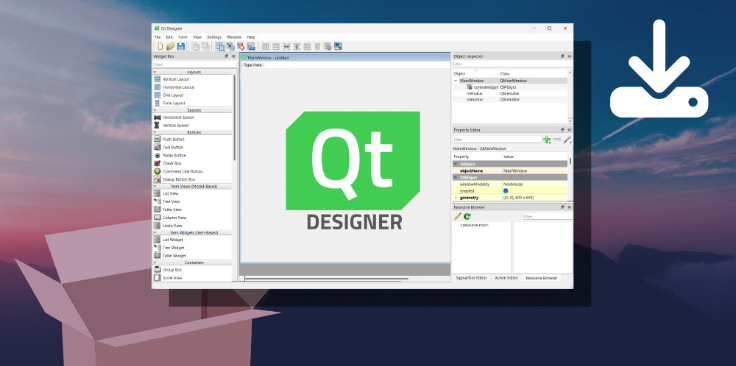 Qt Designer
File Edit Form View Settings Window Help
Widget Box
Filter
Layouts
Vertical Layout
Horizontal Layout
Grid Layout
Form Layout
Spacers
Horizontal Spacer
Vertical Spacer
Buttons
Push Button
Tool Button
Radio Button
Check Box
Command Link Button
Dialog Button Box
Item Views (Model-Based)
List View
Tree View
Table View
Column View
Undo View
Item Widgets (Item-Based)
List Widget
Tree Widget
Table Widget
Containers
Group Box
Scroll Area
MainWindow - untitled
Type Here
Qt
DESIGNER
Object Inspector
Filter
Object Class
MainWindow QMainWindow
centralwidget QWidget
menubar QMenuBar
statusbar QStatusBar
Property Editor
Filter
MainWindow : QMainWindow
Property Value
QObject
objectName MainWindow
QWidget
windowModality NonModal
enabled
geometry [(0, 0), 800 x 600]
Resource Browser
Filter
Signal/Slot Editor Action Editor Resource Browser